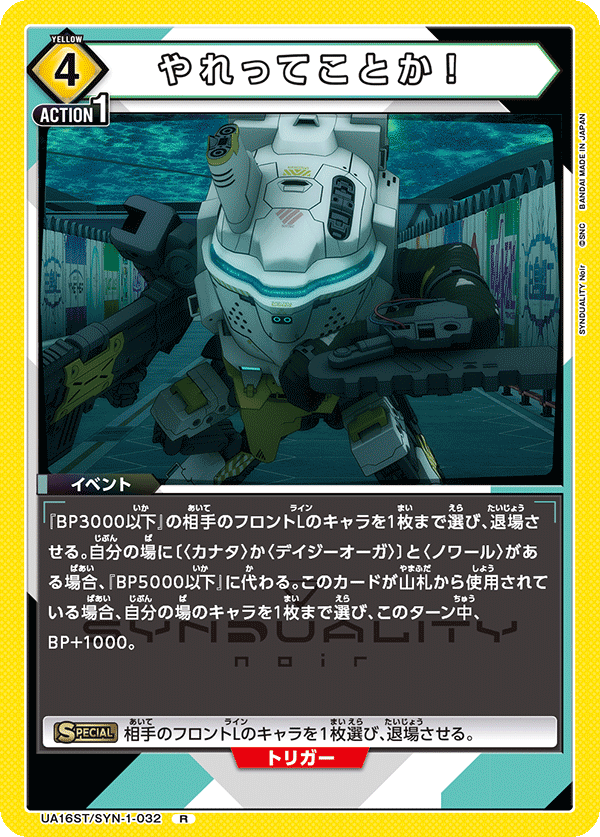 YELLOW
4
やれってことか！
ACTION 1
BANDAI MADE IN JAPAN
©SNC
SYNDUALITY Noir
イベント
『BP3000以下』の相手のフロントLのキャラを1枚まで選び、退場さ
せる。自分の場に〔〈カナタ〉か〈デイジーオーガ〉〕と〈ノワール〉があ
る場合、『BP5000以下』に代わる。このカードが山札から使用されて
いる場合、自分の場のキャラを1枚まで選び、このターン中、
BP+1000。
SYNDUALITY
noir
SPECIAL 相手のフロントLのキャラを1枚選び、退場させる。
トリガー
UA16ST/SYN-1-032 R